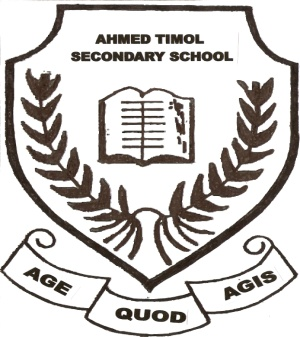 AHMED TIMOL
SECONDARY SCHOOL
AGE
QUOD
AGIS